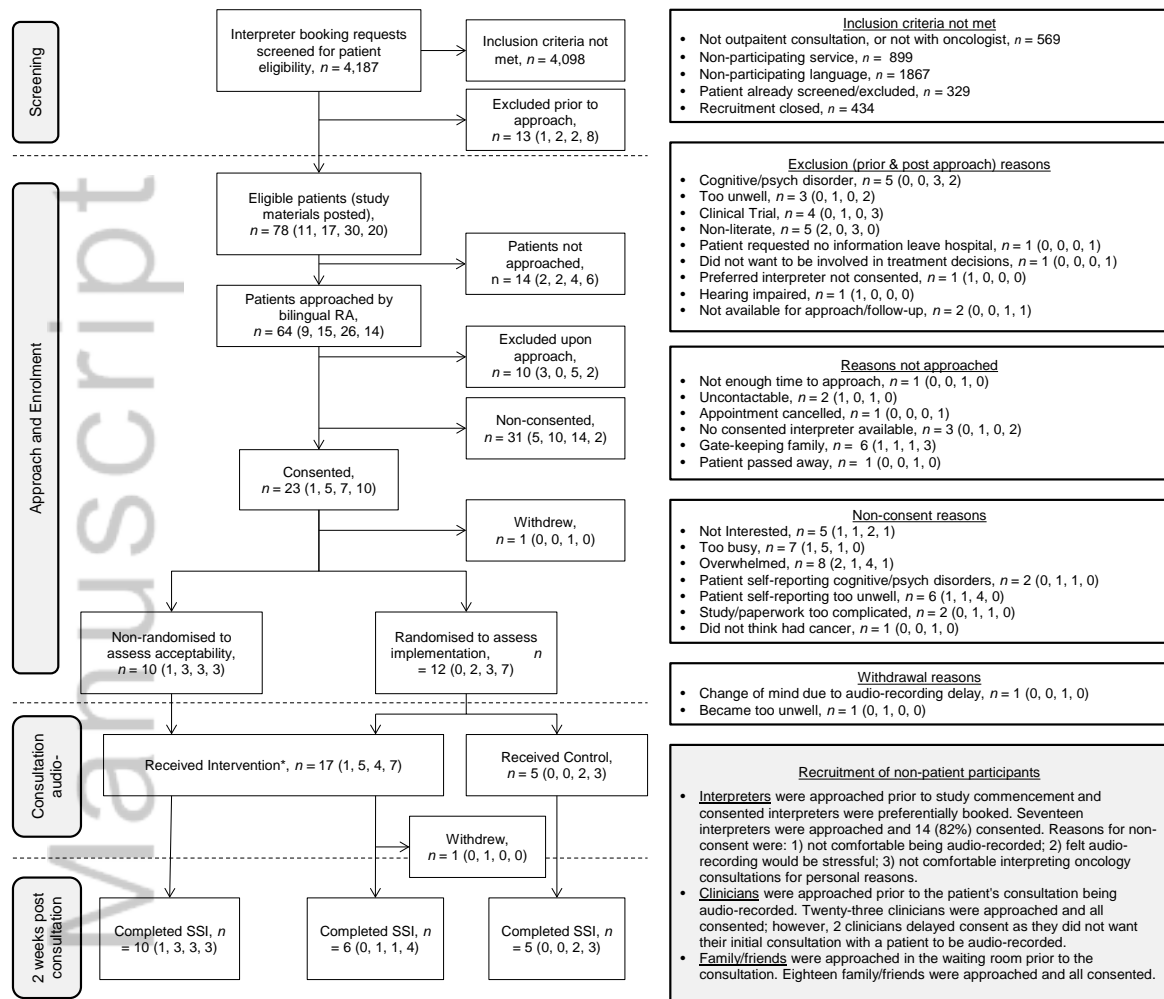 Screening
Interpreter booking requests
screened for patient
eligibility, n = 4,187
Inclusion criteria not
met, n = 4,098
Excluded prior to
approach,
n = 13 (1, 2, 2, 8)
Approach and Enrolment
Eligible patients (study
materials posted),
n = 78 (11, 17, 30, 20)
Patients not
approached,
n = 14 (2, 2, 4, 6)
Patients approached by
bilingual RA,
n = 64 (9, 15, 26, 14)
Excluded upon
approach,
n = 10 (3, 0, 5, 2)
Non-consented,
n = 31 (5, 10, 14, 2)
Consented,
n = 23 (1, 5, 7, 10)
Withdrew,
n = 1 (0, 0, 1, 0)
Non-randomised to
assess acceptability,
n = 10 (1, 3, 3, 3)
Randomised to assess
implementation, n
= 12 (0, 2, 3, 7)
Consultation
audio-
Received Intervention*, n = 17 (1, 5, 4, 7)
Received Control,
n = 5 (0, 0, 2, 3)
Withdrew,
n = 1 (0, 1, 0, 0)
2 weeks post
consultation
Completed SSI, n
= 10 (1, 3, 3, 3)
Completed SSI, n
= 6 (0, 1, 1, 4)
Completed SSI, n
= 5 (0, 0, 2, 3)
Inclusion criteria not met
• Not outpaitent consultation, or not with oncologist, n = 569
• Non-participating service, n = 899
• Non-participating language, n = 1867
• Patient already screened/excluded, n = 329
• Recruitment closed, n = 434
Exclusion (prior & post approach) reasons
• Cognitive/psych disorder, n = 5 (0, 0, 3, 2)
• Too unwell, n = 3 (0, 1, 0, 2)
• Clinical Trial, n = 4 (0, 1, 0, 3)
• Non-literate, n = 5 (2, 0, 3, 0)
• Patient requested no information leave hospital, n = 1 (0, 0, 0, 1)
• Did not want to be involved in treatment decisions, n = 1 (0, 0, 0, 1)
• Preferred interpreter not consented, n = 1 (1, 0, 0, 0)
• Hearing impaired, n = 1 (1, 0, 0, 0)
• Not available for approach/follow-up, n = 2 (0, 0, 1, 1)
Reasons not approached
• Not enough time to approach, n = 1 (0, 0, 1, 0)
• Uncontactable, n = 2 (1, 0, 1, 0)
• Appointment cancelled, n = 1 (0, 0, 0, 1)
• No consented interpreter available, n = 3 (0, 1, 0, 2)
• Gate-keeping family, n = 6 (1, 1, 1, 3)
• Patient passed away, n = 1 (0, 0, 1, 0)
Non-consent reasons
• Not Interested, n = 5 (1, 1, 2, 1)
• Too busy, n = 7 (1, 5, 1, 0)
• Overwhelmed, n = 8 (2, 1, 4, 1)
• Patient self-reporting cognitive/psych disorders, n = 2 (0, 1, 1, 0)
• Patient self-reporting too unwell, n = 6 (1, 1, 4, 0)
• Study/paperwork too complicated, n = 2 (0, 1, 1, 0)
• Did not think had cancer, n = 1 (0, 0, 1, 0)
Withdrawal reasons
• Change of mind due to audio-recording delay, n = 1 (0, 0, 1, 0)
• Became too unwell, n = 1 (0, 1, 0, 0)
Recruitment of non-patient participants
• Interpreters were approached prior to study commencement and
consented interpreters were preferentially booked. Seventeen
interpreters were approached and 14 (82%) consented. Reasons for non-
consent were: 1) not comfortable being audio-recorded; 2) felt audio-
recording would be stressful; 3) not comfortable interpreting oncology
consultations for personal reasons.
• Clinicians were approached prior to the patient's consultation being
audio-recorded. Twenty-three clinicians were approached and all
consented; however, 2 clinicians delayed consent as they did not want
their initial consultation with a patient to be audio-recorded.
• Family/friends were approached in the waiting room prior to the
consultation. Eighteen family/friends were approached and all consented.
Manuscript